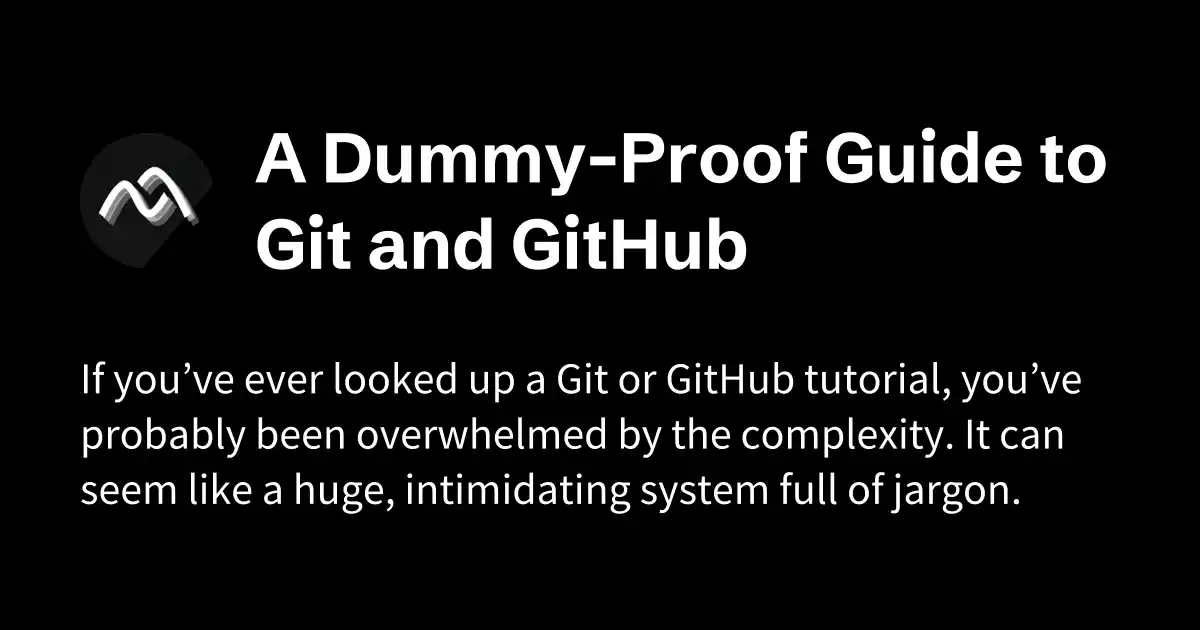 A Dummy-Proof Guide to
Git and GitHub
If you’ve ever looked up a Git or GitHub tutorial, you’ve
probably been overwhelmed by the complexity. It can
seem like a huge, intimidating system full of jargon.